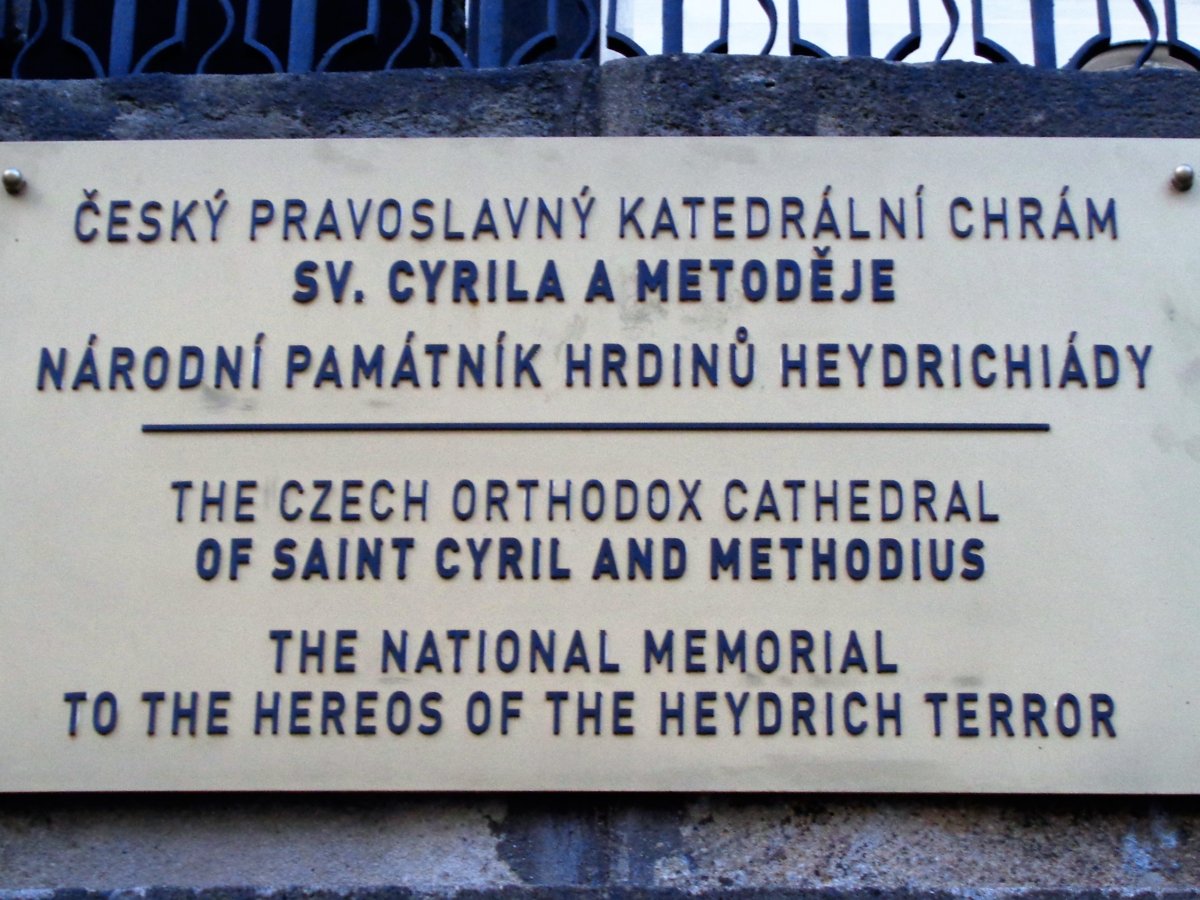 ČESKÝ PRAVOSLAVNÝ KATEDRÁLNÍ CHRÁM
SV. CYRILA A METODĚJE
NÁRODNÍ PAMÁTNÍK HRDINŮ HEYDRICHIÁDY
THE CZECH ORTHODOX CATHEDRAL
OF SAINT CYRIL AND METHODIUS
THE NATIONAL MEMORIAL
TO THE HEREOS OF THE HEYDRICH TERROR